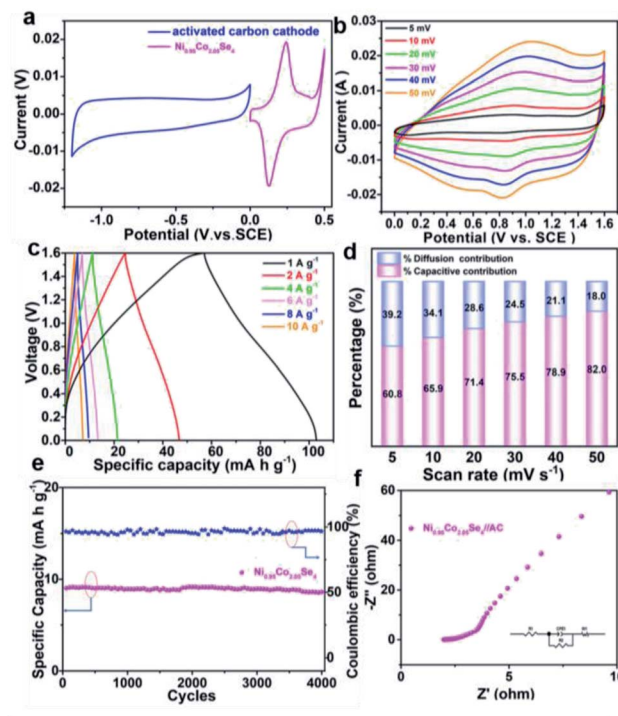 a
activated carbon cathode
Ni0.95Co2.05Se4
Current (V)
0.02
0.01
0.00
-0.01
-0.02
-1.0
-0.5
0.0
0.5
Potential (V.vs.SCE)
b
5 mV
10 mV
20 mV
30 mV
40 mV
50 mV
Current (A)
0.03
0.02
0.01
0.00
-0.01
-0.02
0.0 0.2 0.4 0.6 0.8 1.0 1.2 1.4 1.6
Potential (V vs. SCE )
c
1 A g-1
2 A g-1
4 A g-1
6 A g-1
8 A g-1
10 A g-1
Voltage (V)
1.6
1.4
1.2
1.0
0.8
0.6
0.4
0.2
0.0
0 20 40 60 80 100
Specific capacity (mA h g-1)
d
% Diffusion contribution
% Capacitive contribution
Percentage (%)
39.2 34.1 28.6 24.5 21.1 18.0
60.8 65.9 71.4 75.5 78.9 82.0
5 10 20 30 40 50
Scan rate (mV s-1)
e
Ni0.95Co2.05Se4
Specific Capacity (mA h g-1)
20
10
0
Coulombic efficiency (%)
100
50
0
0 1000 2000 3000 4000
Cycles
f
Ni0.95Co2.05Se4//AC
-Z'' (ohm)
60
40
20
0
0 5 10
Z' (ohm)